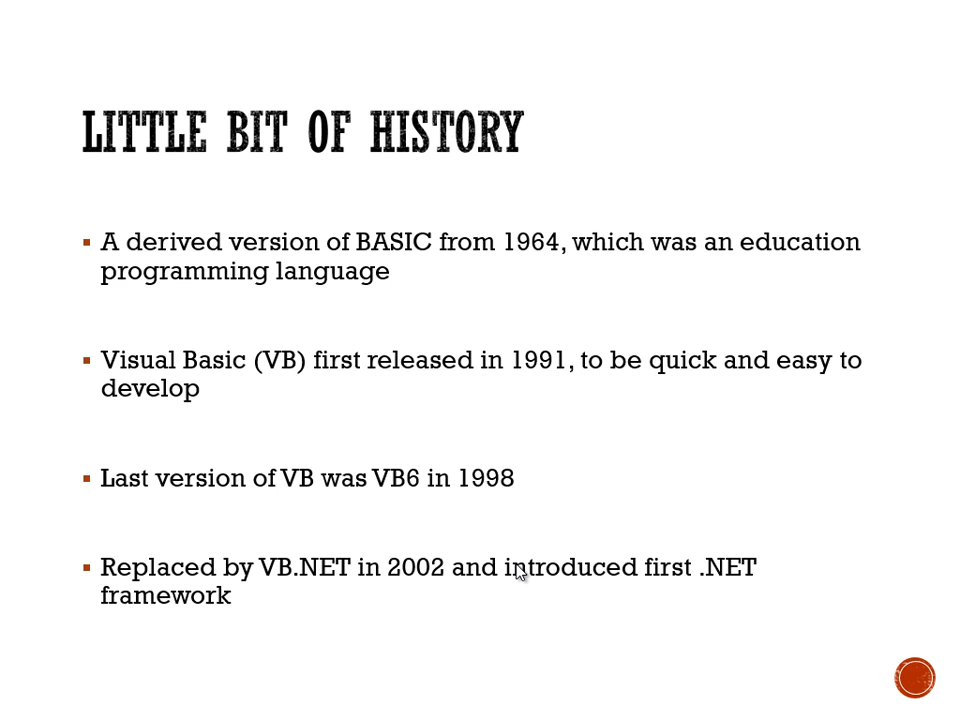 LITTLE BIT OF HISTORY
▪ A derived version of BASIC from 1964, which was an education
programming language
▪ Visual Basic (VB) first released in 1991, to be quick and easy to
develop
▪ Last version of VB was VB6 in 1998
▪ Replaced by VB.NET in 2002 and introduced first .NET
framework